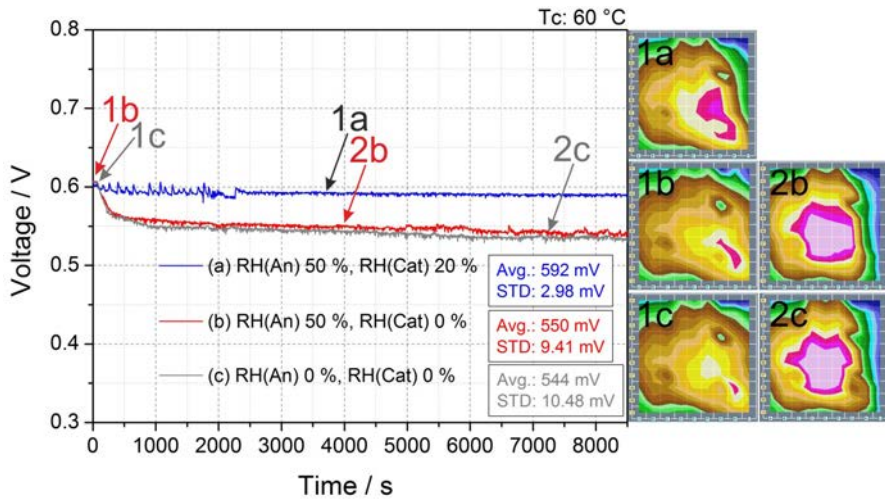 Tc: 60 °C
0.8
0.7
0.6
0.5
0.4
0.3
Voltage / V
0 1000 2000 3000 4000 5000 6000 7000 8000
Time / s
1b
1c
1a
2b
2c
(a) RH(An) 50 %, RH(Cat) 20 %
(b) RH(An) 50 %, RH(Cat) 0 %
(c) RH(An) 0 %, RH(Cat) 0 %
Avg.: 592 mV
STD: 2.98 mV
Avg.: 550 mV
STD: 9.41 mV
Avg.: 544 mV
STD: 10.48 mV
1a
1b
2b
1c
2c